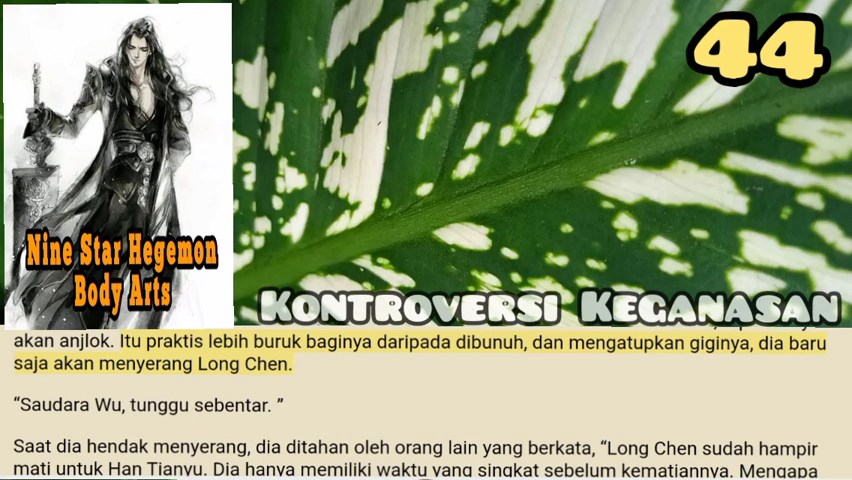 44
Nine Star Hegemon
Body Arts
Kontroversi Keganasan
akan anjlok. Itu praktis lebih buruk baginya daripada dibunuh, dan mengatupkan giginya, dia baru
saja akan menyerang Long Chen.
“Saudara Wu, tunggu sebentar. ”
Saat dia hendak menyerang, dia ditahan oleh orang lain yang berkata, “Long Chen sudah hampir
mati untuk Han Tianyu. Dia hanya memiliki waktu yang singkat sebelum kematiannya. Mengapa